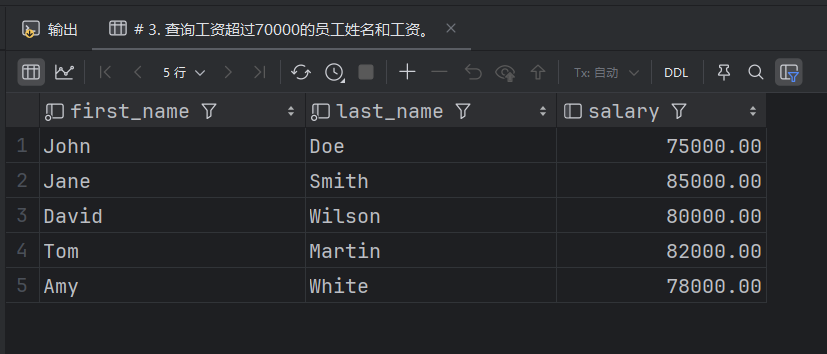 输出 # 3. 查询工资超过70000的员工姓名和工资。
5 行 Tx: 自动 DDL
first_name last_name salary
1 John Doe 75000.00
2 Jane Smith 85000.00
3 David Wilson 80000.00
4 Tom Martin 82000.00
5 Amy White 78000.00